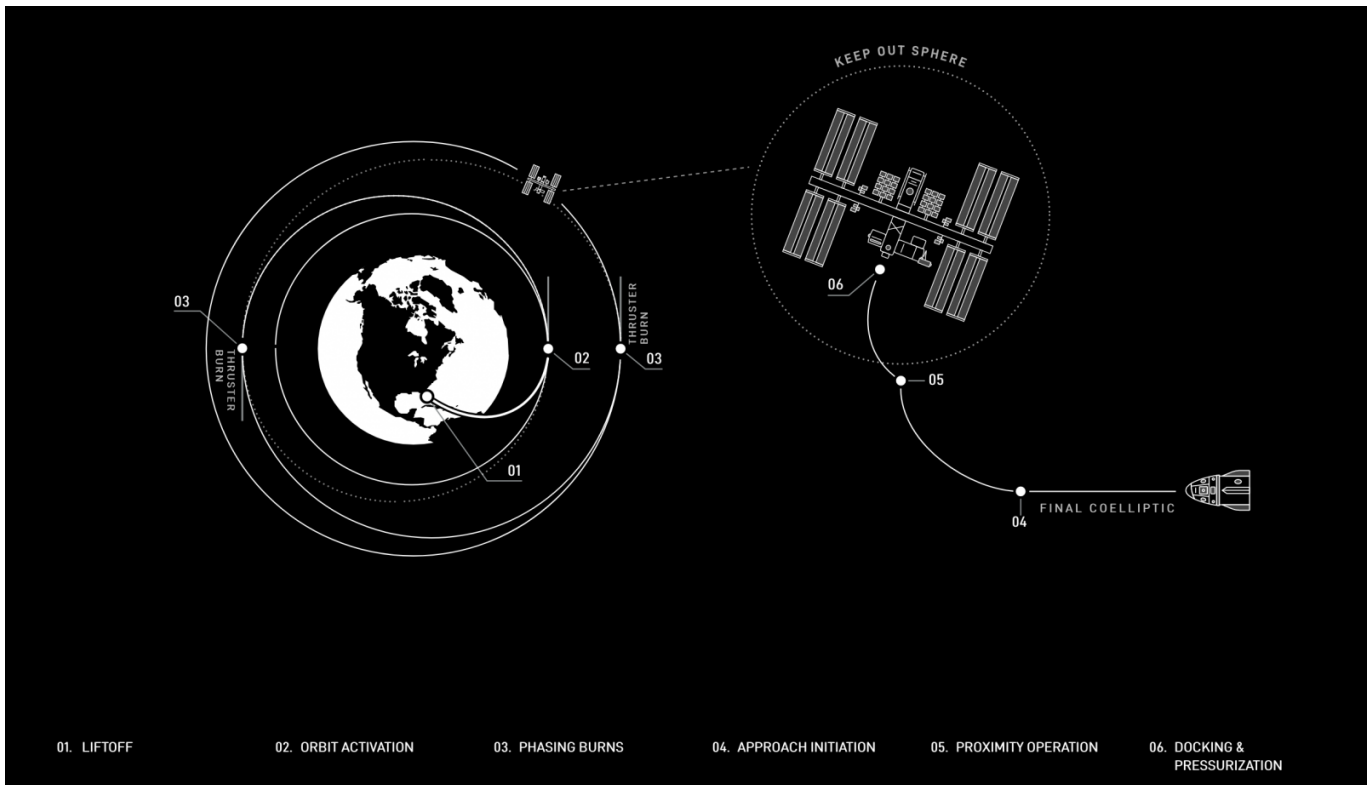 KEEP OUT SPHERE
03
THRUSTER
BURN
02
THRUSTER
BURN
03
01
06
05
04
FINAL COELLIPTIC
01. LIFTOFF
02. ORBIT ACTIVATION
03. PHASING BURNS
04. APPROACH INITIATION
05. PROXIMITY OPERATION
06. DOCKING &
PRESSURIZATION